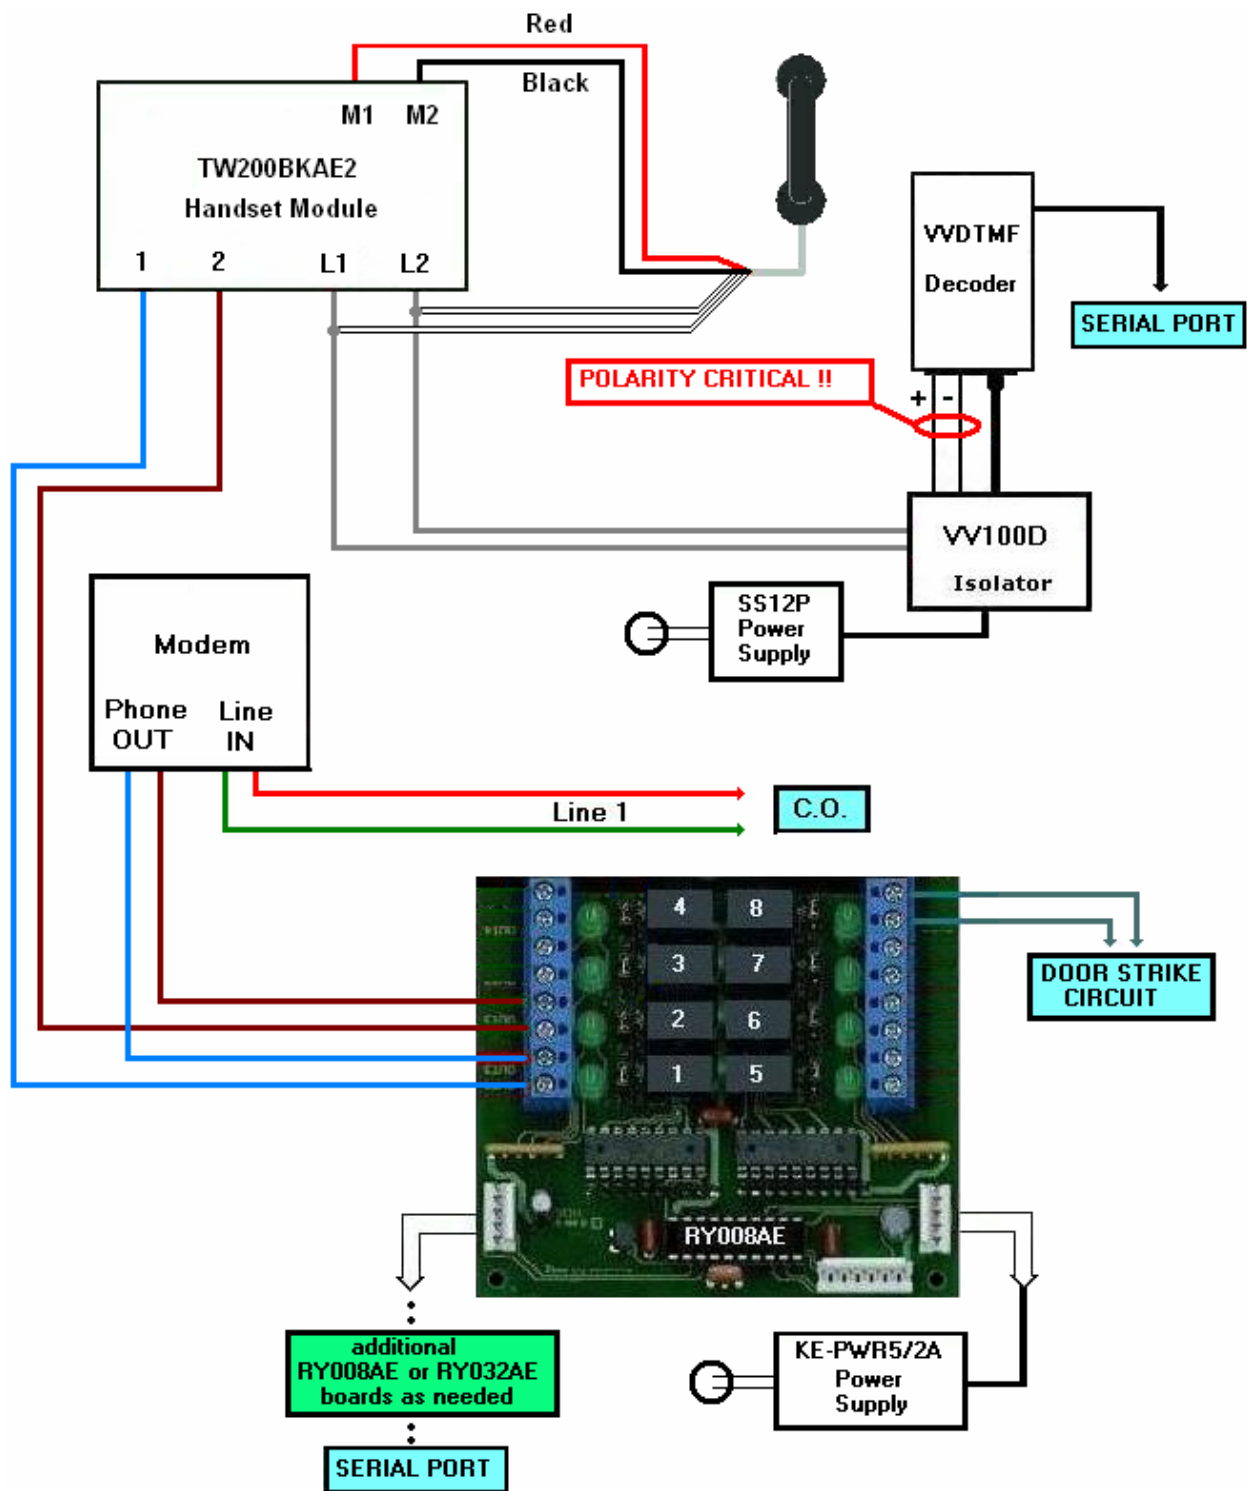 Red
Black
M1 M2
TW200BKAE2
Handset Module
1 2 L1 L2
VVDTMF
Decoder
SERIAL PORT
POLARITY CRITICAL !!
+ -
VV100D
Isolator
SS12P
Power
Supply
Modem
Phone Line
OUT IN
Line 1
C.O.
4 8
3 7
2 6
1 5
DOOR STRIKE
CIRCUIT
RY008AE
additional
RY008AE or RY032AE
boards as needed
SERIAL PORT
KE-PWR5/2A
Power
Supply